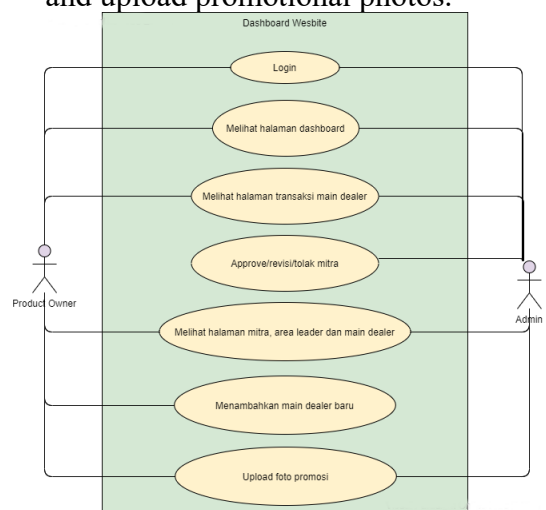 and upload promotional photos.
Dashboard Wesbite
Login
Melihat halaman dashboard
Melihat halaman transaksi main dealer
Approve/revisi/tolak mitra
Product Owner
Admin
Melihat halaman mitra, area leader dan main dealer
Menambahkan main dealer baru
Upload foto promosi